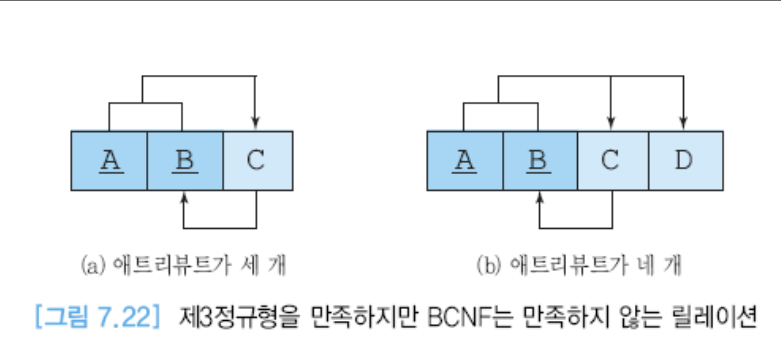 A B C
A B C D
(a) 애트리뷰트가 세 개
(b) 애트리뷰트가 네 개
[그림 7.22] 제3정규형을 만족하지만 BCNF는 만족하지 않는 릴레이션